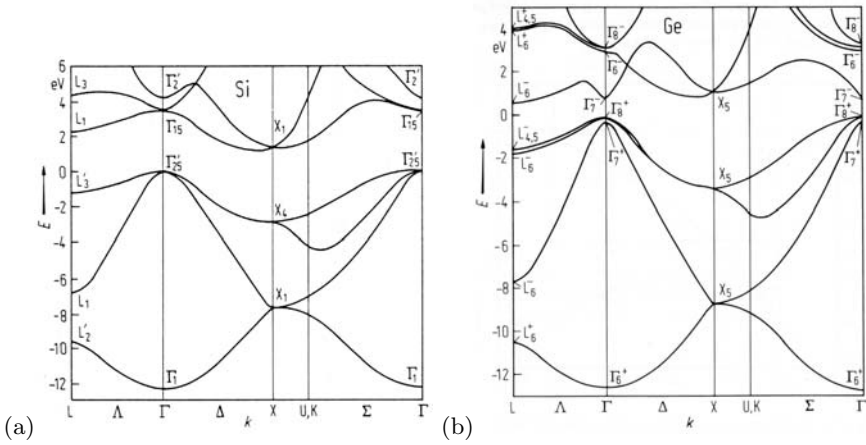 (a)
6
eV
4
2
0
-2
-4
-6
-8
-10
-12
E
Si
L₃
L₁
L₃'
L₁
L₂'
Γ₂'
Γ₁₅
Γ₂₅'
Γ₁
X₁
X₄
X₁
Γ₂'
Γ₁₅
Γ₂₅'
Γ₁
L Λ Γ Δ X U,K Σ Γ
k
(b)
4
eV
2
0
-2
-4
-6
-8
-10
-12
E
Ge
L₄,₅⁺
L₆⁺
L₆⁻
L₄,₅⁻
L₆⁻
L₆⁻
L₆⁺
Γ₈⁻
Γ₆⁻
Γ₇⁻
Γ₈⁺
Γ₇⁺
Γ₆⁺
X₅
X₅
X₅
Γ₈⁻
Γ₆⁻
Γ₇⁻
Γ₈⁺
Γ₇⁺
Γ₆⁺
L Λ Γ Δ X U,K Σ Γ
k